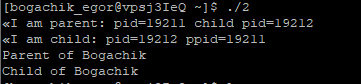 [bogachik_egor@vpsj3IeQ ~]$ ./2
«I am parent: pid=19211 child pid=19212
«I am child: pid=19212 ppid=19211
Parent of Bogachik
Child of Bogachik